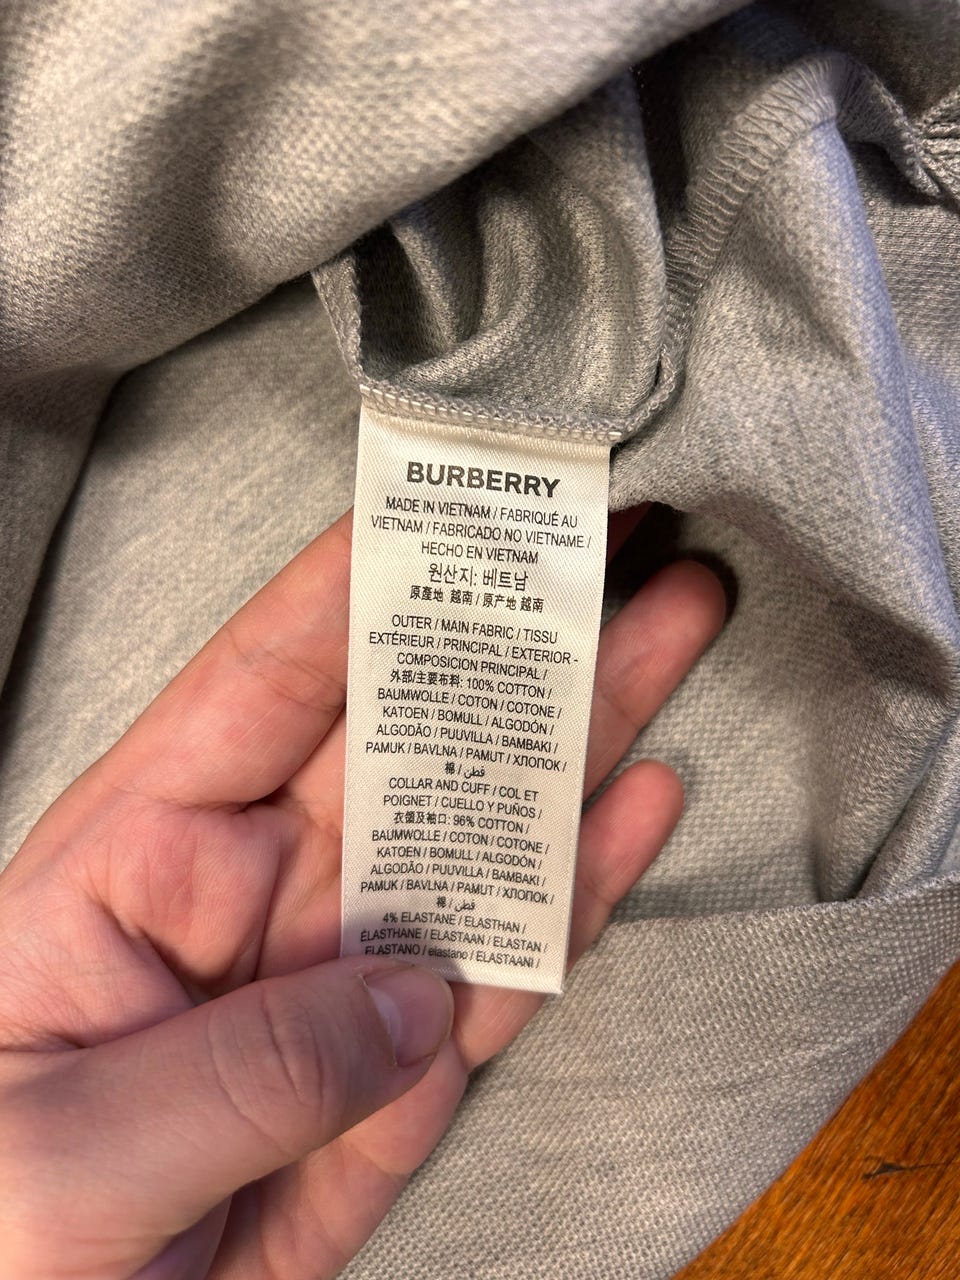 BURBERRY
MADE IN VIETNAM / FABRIQUÉ AU
VIETNAM / FABRICADO NO VIETNAME /
HECHO EN VIETNAM
원산지: 베트남
原產地 越南 / 原产地 越南
OUTER / MAIN FABRIC / TISSU
EXTÉRIEUR / PRINCIPAL / EXTERIOR -
COMPOSICION PRINCIPAL /
外部/主要布料: 100% COTTON /
BAUMWOLLE / COTON / COTONE /
KATOEN / BOMULL / ALGODÓN /
ALGODÃO / PUUVILLA / BAMBAKI /
PAMUK / BAVLNA / PAMUT / ХЛОПОК /
棉 / قطن
COLLAR AND CUFF / COL ET
POIGNET / CUELLO Y PUÑOS /
衣領及袖口: 96% COTTON /
BAUMWOLLE / COTON / COTONE /
KATOEN / BOMULL / ALGODÓN /
ALGODÃO / PUUVILLA / BAMBAKI /
PAMUK / BAVLNA / PAMUT / ХЛОПОК /
棉 / قطن
4% ELASTANE / ELASTHAN /
ÉLASTHANE / ELASTAAN / ELASTAN /
ELASTANO / elastano / ELASTAANI /